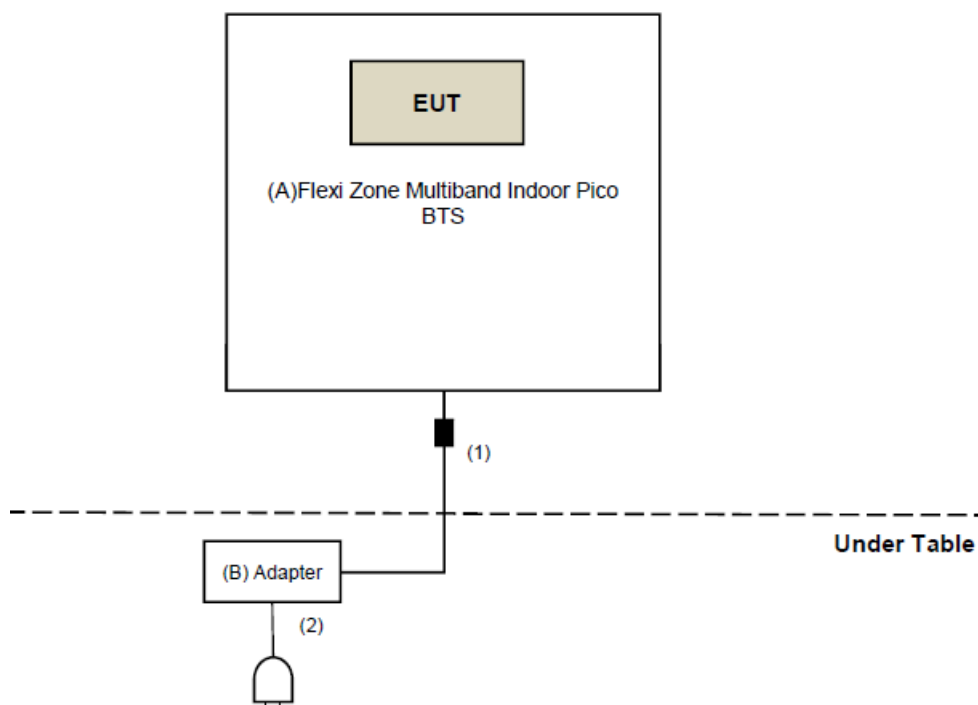 EUT
(A)Flexi Zone Multiband Indoor Pico
BTS
(1)
Under Table
(B) Adapter
(2)